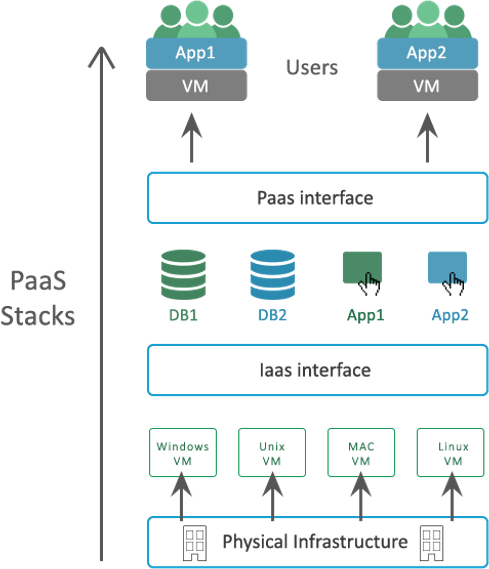 App1
App2
VM
VM
Users
Paas interface
PaaS
Stacks
DB1
DB2
App1
App2
Iaas interface
Windows
VM
Unix
VM
MAC
VM
Linux
VM
Physical Infrastructure